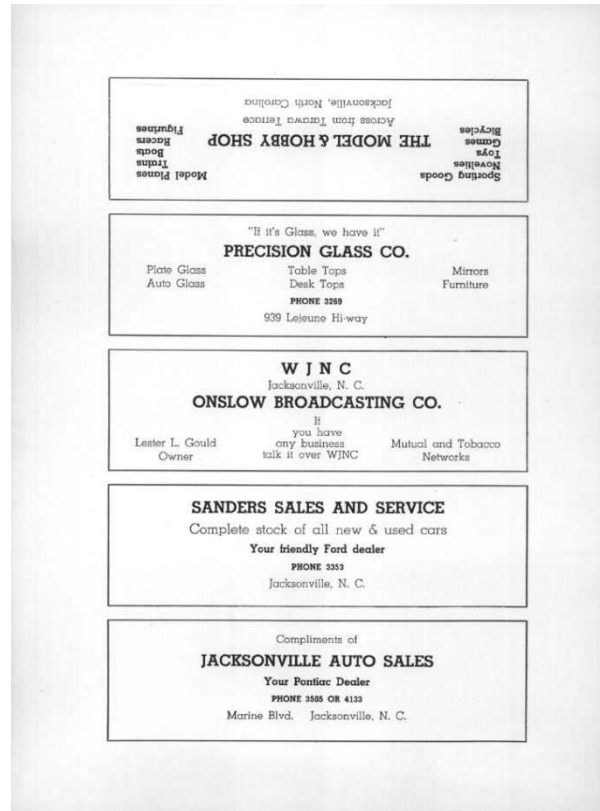 Sporting Goods
Novelties
Toys
Games
Bicycles
Model Planes
Trains
Boats
Racers
Figurines
THE MODEL & HOBBY SHOP
Across from Tarawa Terrace
Jacksonville, North Carolina
"If it's Glass, we have it"
PRECISION GLASS CO.
Plate Glass Table Tops Mirrors
Auto Glass Desk Tops Furniture
PHONE 3269
939 Lejeune Hi-way
W J N C
Jacksonville, N. C.
ONSLOW BROADCASTING CO.
If
you have
Lester L. Gould any business Mutual and Tobacco
Owner talk it over WJNC Networks
SANDERS SALES AND SERVICE
Complete stock of all new & used cars
Your friendly Ford dealer
PHONE 3353
Jacksonville, N. C.
Compliments of
JACKSONVILLE AUTO SALES
Your Pontiac Dealer
PHONE 3505 OR 4133
Marine Blvd. Jacksonville, N. C.